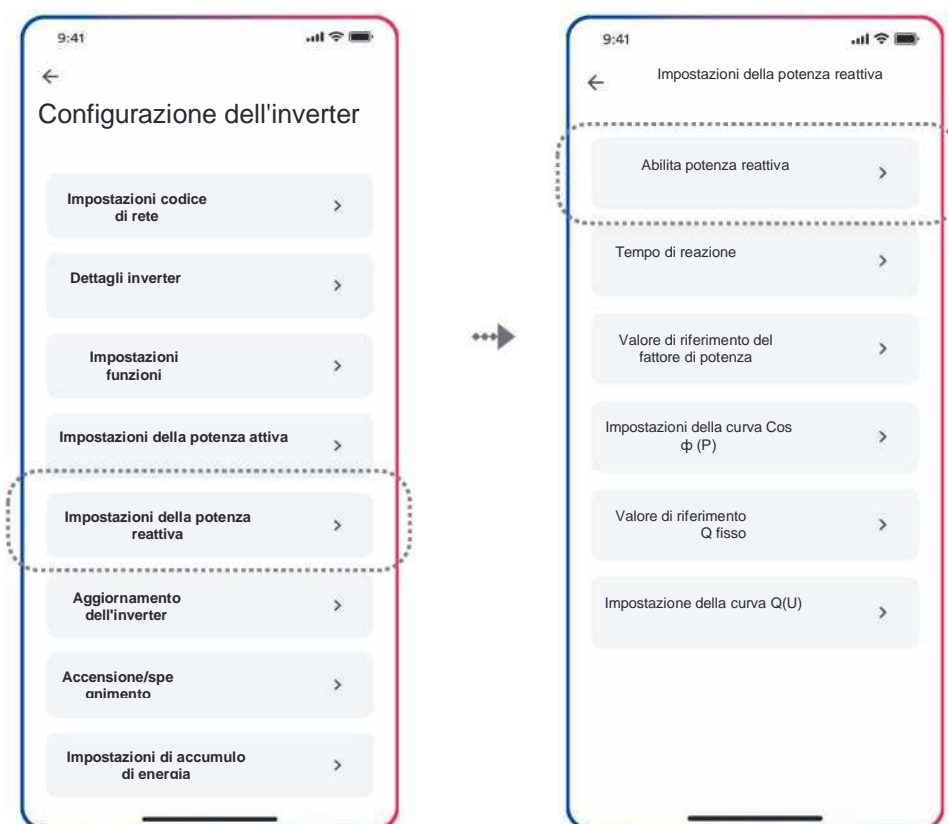 9:41
Configurazione dell'inverter
Impostazioni codice
di rete
Dettagli inverter
Impostazioni
funzioni
Impostazioni della potenza attiva
Impostazioni della potenza
reattiva
Aggiornamento
dell'inverter
Accensione/spe
gnimento
Impostazioni di accumulo
di energia
9:41
Impostazioni della potenza reattiva
Abilita potenza reattiva
Tempo di reazione
Valore di riferimento del
fattore di potenza
Impostazioni della curva Cos
ф (P)
Valore di riferimento
Q fisso
Impostazione della curva Q(U)